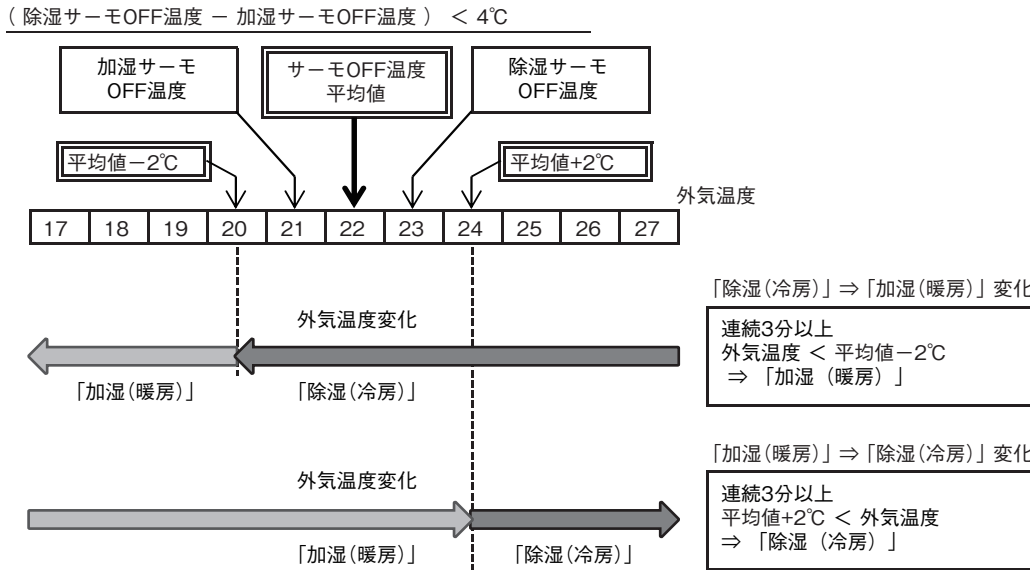 （ 除湿サーモOFF温度 － 加湿サーモOFF温度 ） ＜ 4℃
加湿サーモ
OFF温度
サーモOFF温度
平均値
除湿サーモ
OFF温度
平均値－2℃
平均値+2℃
外気温度
17 18 19 20 21 22 23 24 25 26 27
「除湿（冷房）」⇒「加湿（暖房）」変化
外気温度変化
連続3分以上
外気温度 ＜ 平均値－2℃
⇒ 「加湿（暖房）」
「加湿（暖房）」 「除湿（冷房）」
「加湿（暖房）」⇒「除湿（冷房）」変化
外気温度変化
連続3分以上
平均値+2℃ ＜ 外気温度
⇒ 「除湿（冷房）」
「加湿（暖房）」 「除湿（冷房）」